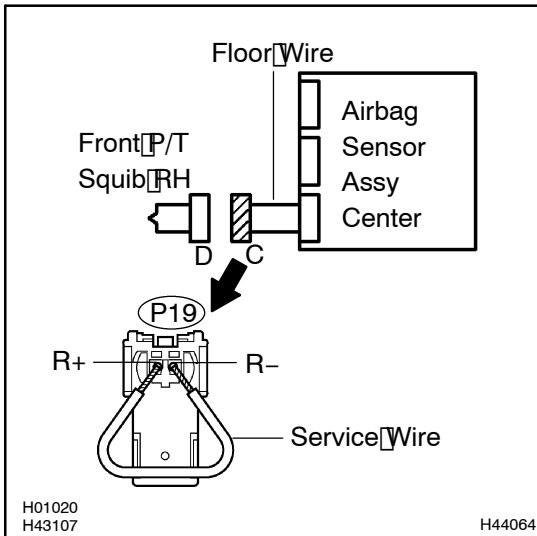 Floor▯Wire
Airbag
Sensor
Assy
Center
Front▯P/T
Squib▯RH
D
C
P19
R+
R−
Service▯Wire
H01020
H43107
H44064